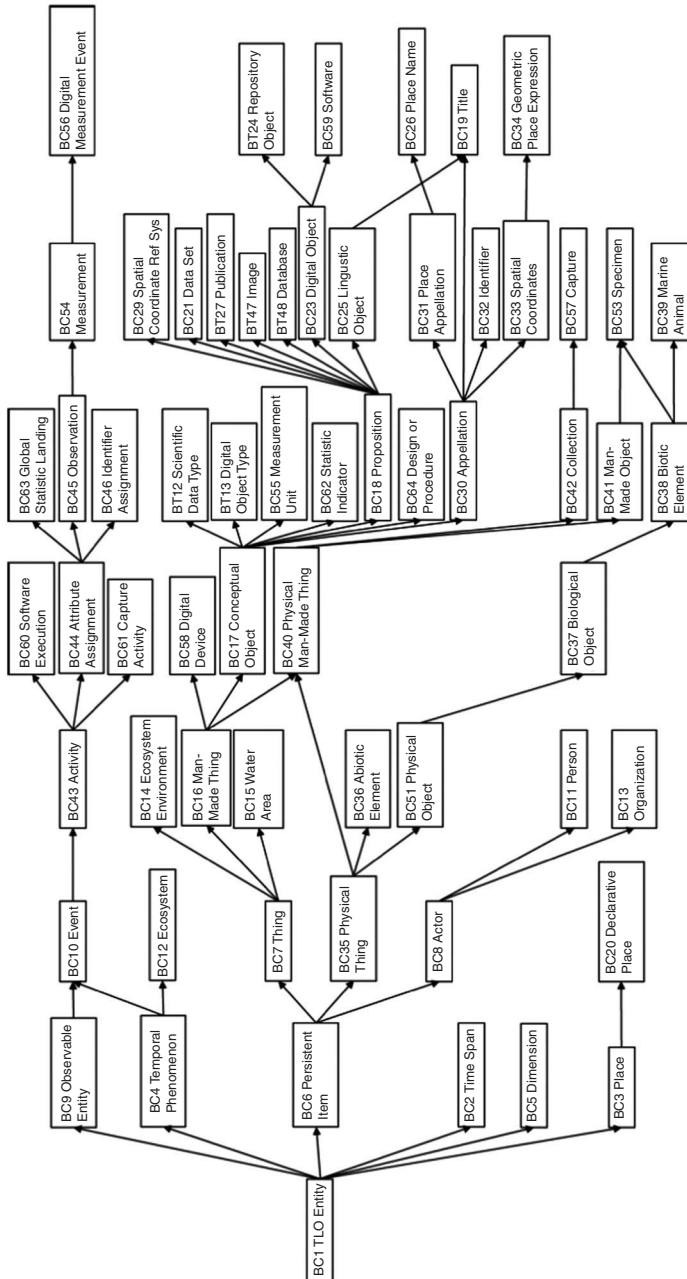 BC1 TLO Entity
BC9 Observable
Entity
BC4 Temporal
Phenomenon
BC6 Persistent
Item
BC2 Time Span
BC5 Dimension
BC3 Place
BC10 Event
BC12 Ecosystem
BC7 Thing
BC35 Physical
Thing
BC8 Actor
BC20 Declarative
Place
BC43 Activity
BC14 Ecosystem
Environment
BC16 Man-
Made Thing
BC15 Water
Area
BC36 Abiotic
Element
BC51 Physical
Object
BC11 Person
BC13
Organization
BC60 Software
Execution
BC44 Attribute
Assignment
BC61 Capture
Activity
BC58 Digital
Device
BC17 Conceptual
Object
BC40 Physical
Man-Made Thing
BC37 Biological
Object
BC63 Global
Statistic Landing
BC45 Observation
BC46 Identifier
Assignment
BT12 Scientific
Data Type
BT13 Digital
Object Type
BC55 Measurement
Unit
BC62 Statistic
Indicator
BC18 Proposition
BC64 Design or
Procedure
BC30 Appellation
BC42 Collection
BC41 Man-
Made Object
BC38 Biotic
Element
BC54
Measurement
BC29 Spatial
Coordinate Ref Sys
BC21 Data Set
BT27 Publication
BT47 Image
BT48 Database
BC23 Digital Object
BC25 Lingustic
Object
BC31 Place
Appellation
BC32 Identifier
BC33 Spatial
Coordinates
BC57 Capture
BC53 Specimen
BC39 Marine
Animal
BC56 Digital
Measurement Event
BT24 Repository
Object
BC59 Software
BC26 Place Name
BC19 Title
BC34 Geometric
Place Expression